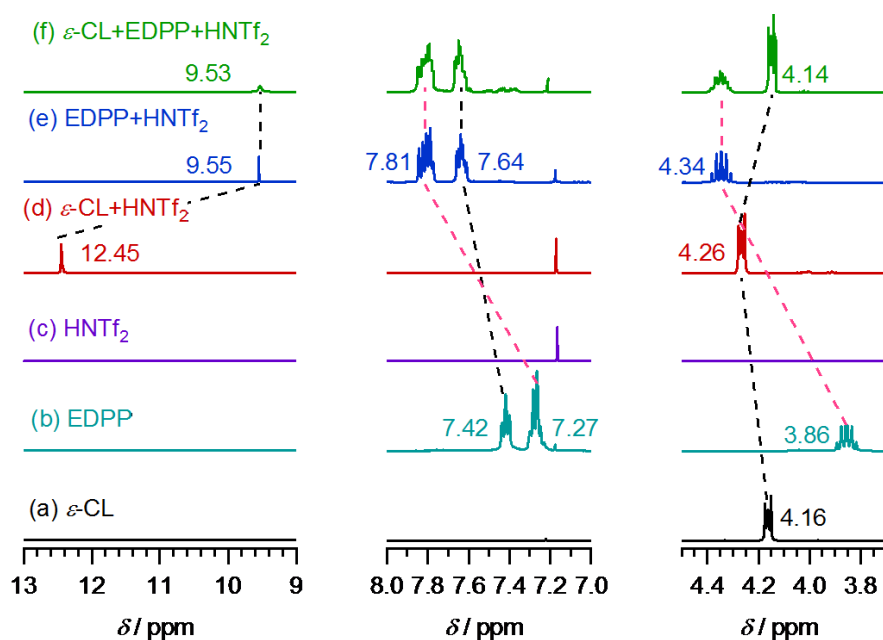 (f) ε-CL+EDPP+HNTf₂
9.53
4.14
(e) EDPP+HNTf₂
9.55
7.81
7.64
4.34
(d) ε-CL+HNTf₂
12.45
4.26
(c) HNTf₂
(b) EDPP
7.42
7.27
3.86
(a) ε-CL
4.16
13 12 11 10 9
8.0 7.8 7.6 7.4 7.2 7.0
4.4 4.2 4.0 3.8
δ / ppm
δ / ppm
δ / ppm